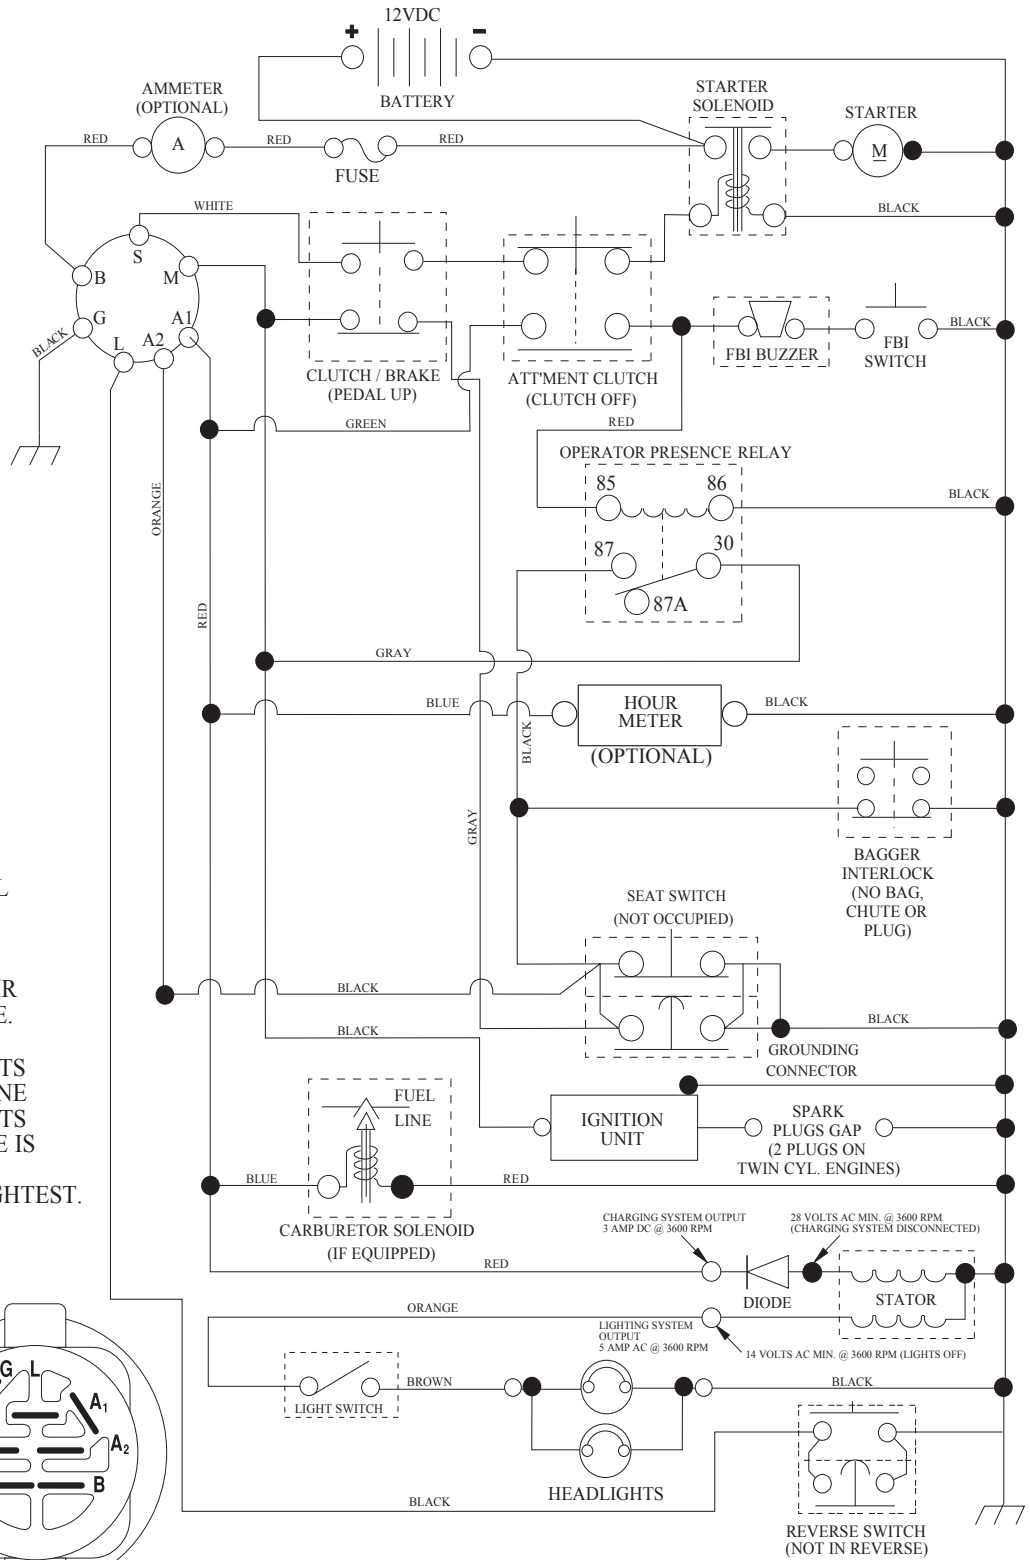 12VDC
+
-
BATTERY
AMMETER
(OPTIONAL)
A
RED
RED
FUSE
RED
STARTER
SOLENOID
STARTER
M
WHITE
BLACK
S
B
M
G
A1
L
A2
BLACK
CLUTCH / BRAKE
(PEDAL UP)
ATT'MENT CLUTCH
(CLUTCH OFF)
FBI BUZZER
FBI
SWITCH
BLACK
GREEN
RED
OPERATOR PRESENCE RELAY
85
86
BLACK
87
30
87A
ORANGE
RED
GRAY
BLUE
HOUR
METER
(OPTIONAL)
BLACK
BLACK
GRAY
BAGGER
INTERLOCK
(NO BAG,
CHUTE OR
PLUG)
SEAT SWITCH
(NOT OCCUPIED)
BLACK
BLACK
BLACK
GROUNDING
CONNECTOR
L
IR
E.
TS
NE
TS
E IS
GHTEST.
FUEL
LINE
IGNITION
UNIT
SPARK
PLUGS GAP
(2 PLUGS ON
TWIN CYL. ENGINES)
BLUE
RED
CARBURETOR SOLENOID
(IF EQUIPPED)
CHARGING SYSTEM OUTPUT
3 AMP DC @ 3600 RPM
28 VOLTS AC MIN. @ 3600 RPM
(CHARGING SYSTEM DISCONNECTED)
RED
DIODE
STATOR
ORANGE
LIGHTING SYSTEM
OUTPUT
5 AMP AC @ 3600 RPM
14 VOLTS AC MIN. @ 3600 RPM (LIGHTS OFF)
LIGHT SWITCH
BROWN
BLACK
HEADLIGHTS
BLACK
REVERSE SWITCH
(NOT IN REVERSE)
G L
A1
A2
B